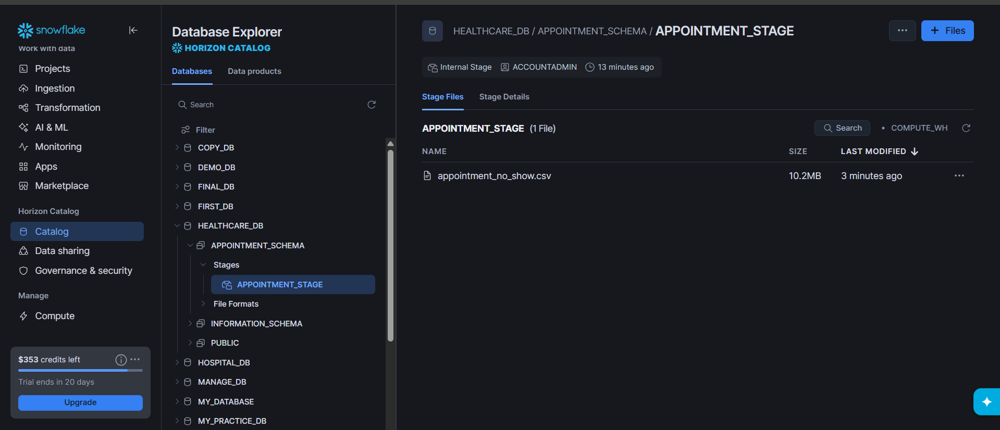 snowflake
Work with data
Projects
Ingestion
Transformation
AI & ML
Monitoring
Apps
Marketplace
Horizon Catalog
Catalog
Data sharing
Governance & security
Manage
Compute
$353 credits left
Trial ends in 20 days
Upgrade
Database Explorer
HORIZON CATALOG
Databases Data products
Search
Filter
COPY_DB
DEMO_DB
FINAL_DB
FIRST_DB
HEALTHCARE_DB
APPOINTMENT_SCHEMA
Stages
APPOINTMENT_STAGE
File Formats
INFORMATION_SCHEMA
PUBLIC
HOSPITAL_DB
MANAGE_DB
MY_DATABASE
MY_PRACTICE_DB
HEALTHCARE_DB / APPOINTMENT_SCHEMA / APPOINTMENT_STAGE
+ Files
Internal Stage ACCOUNTADMIN 13 minutes ago
Stage Files Stage Details
APPOINTMENT_STAGE (1 File)
Search • COMPUTE_WH
NAME SIZE LAST MODIFIED ↓
appointment_no_show.csv 10.2MB 3 minutes ago